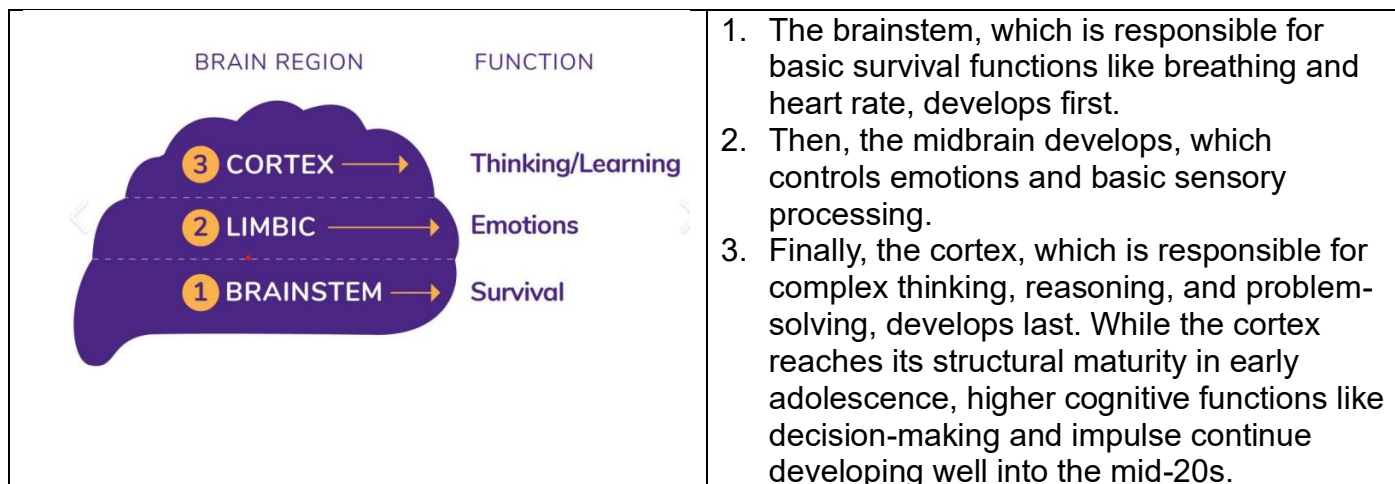 BRAIN REGION FUNCTION
3 CORTEX Thinking/Learning
2 LIMBIC Emotions
1 BRAINSTEM Survival
1. The brainstem, which is responsible for
basic survival functions like breathing and
heart rate, develops first.
2. Then, the midbrain develops, which
controls emotions and basic sensory
processing.
3. Finally, the cortex, which is responsible for
complex thinking, reasoning, and problem-
solving, develops last. While the cortex
reaches its structural maturity in early
adolescence, higher cognitive functions like
decision-making and impulse continue
developing well into the mid-20s.